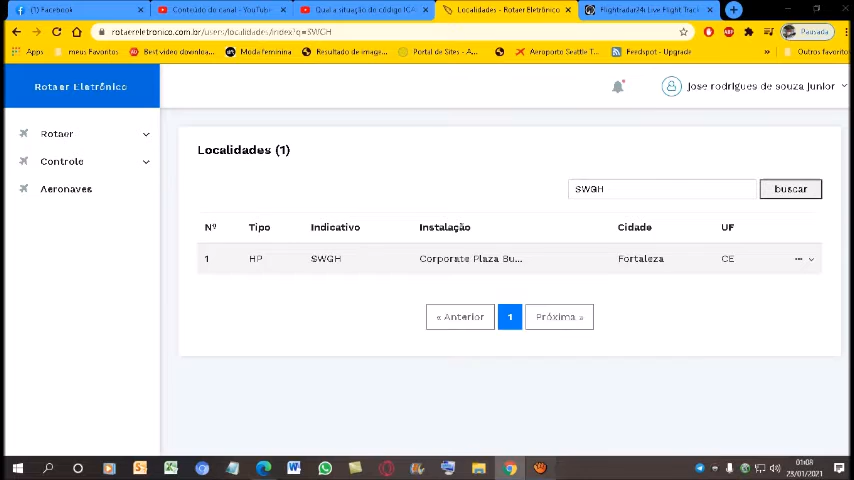 (1) Facebook
Conteúdo do canal - YouTube
Qual a situação do código ICA
Localidades - Rotaer Eletrônico
Flightradar24: Live Flight Track
rotaereletronico.com.br/users/localidades/index?q=SWGH
Pausada
Apps
meus Favoritos
Best video downloa...
Moda feminina
Resultado de image...
Portal de Sites - A...
Aeroporto Seattle T...
Feedspot - Upgrade
»
Outros favoritos
Rotaer Eletrônico
jose rodrigues de souza junior
Rotaer
Controle
Aeronaves
Localidades (1)
SWGH
buscar
Nº Tipo Indicativo Instalação Cidade UF
1 HP SWGH Corporate Plaza Bu... Fortaleza CE
« Anterior 1 Próxima »
01:08
23/01/2021